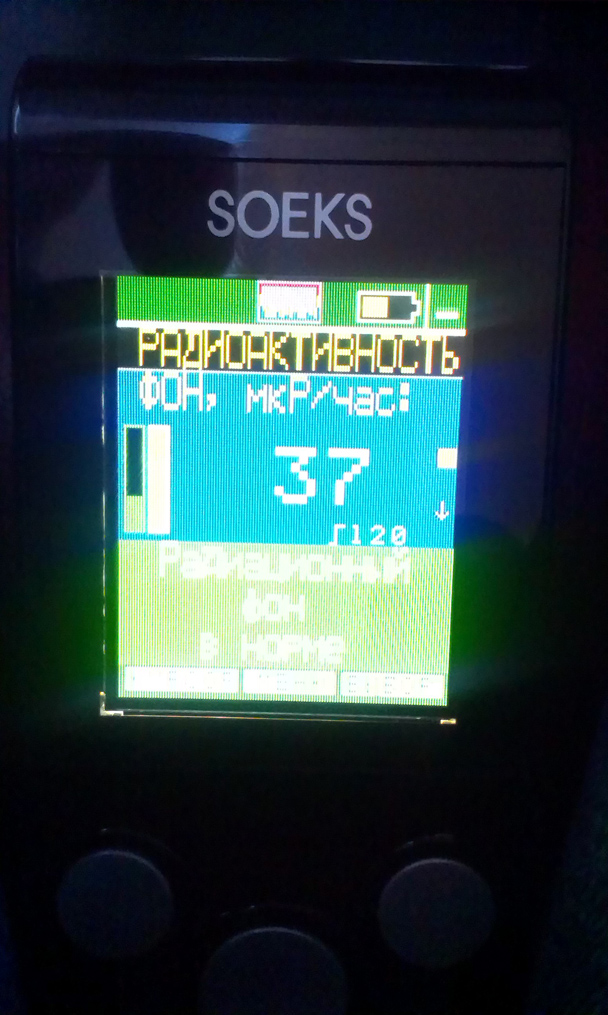 SOEKS
РАДИОАКТИВНОСТЬ
ФОН, мкР/час:
37
120
Радиационный
фон
в норме